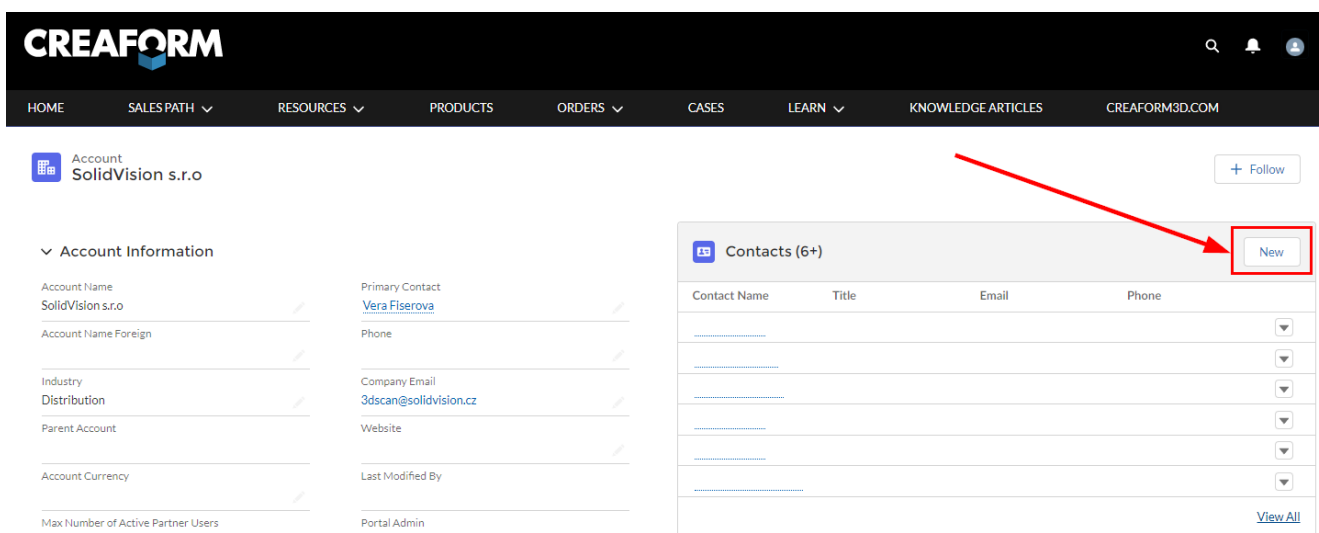 CREAFORM
HOME SALES PATH RESOURCES PRODUCTS ORDERS CASES LEARN KNOWLEDGE ARTICLES CREAFORM3D.COM
Account
SolidVision s.r.o
+ Follow
Account Information
Account Name
SolidVision s.r.o
Primary Contact
Vera Fiserova
Account Name Foreign
Phone
Industry
Distribution
Company Email
3dscan@solidvision.cz
Parent Account
Website
Account Currency
Last Modified By
Max Number of Active Partner Users
Portal Admin
Contacts (6+)
New
Contact Name Title Email Phone
View All